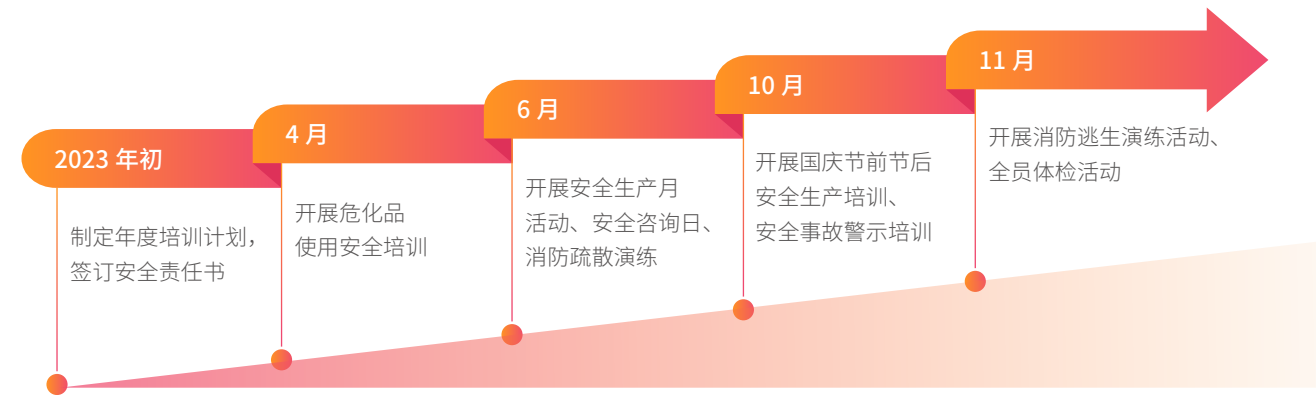 2023 年初
制定年度培训计划，
签订安全责任书
4 月
开展危化品
使用安全培训
6 月
开展安全生产月
活动、安全咨询日、
消防疏散演练
10 月
开展国庆节前节后
安全生产培训、
安全事故警示培训
11 月
开展消防逃生演练活动、
全员体检活动